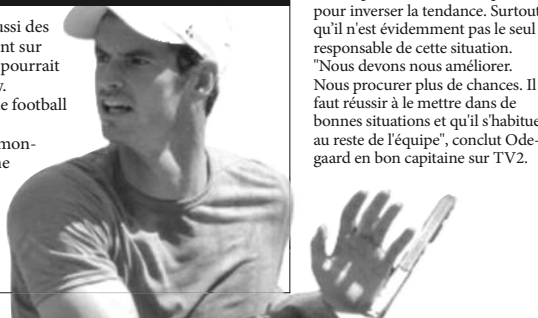 ussi des
nt sur
pourrait
y.
e football
mon-
ne
pour inverser la tendance. Surtout
qu'il n'est évidemment pas le seul
responsable de cette situation.
"Nous devons nous améliorer.
Nous procurer plus de chances. Il
faut réussir à le mettre dans de
bonnes situations et qu'il s'habitue
au reste de l'équipe", conclut Ode-
gaard en bon capitaine sur TV2.